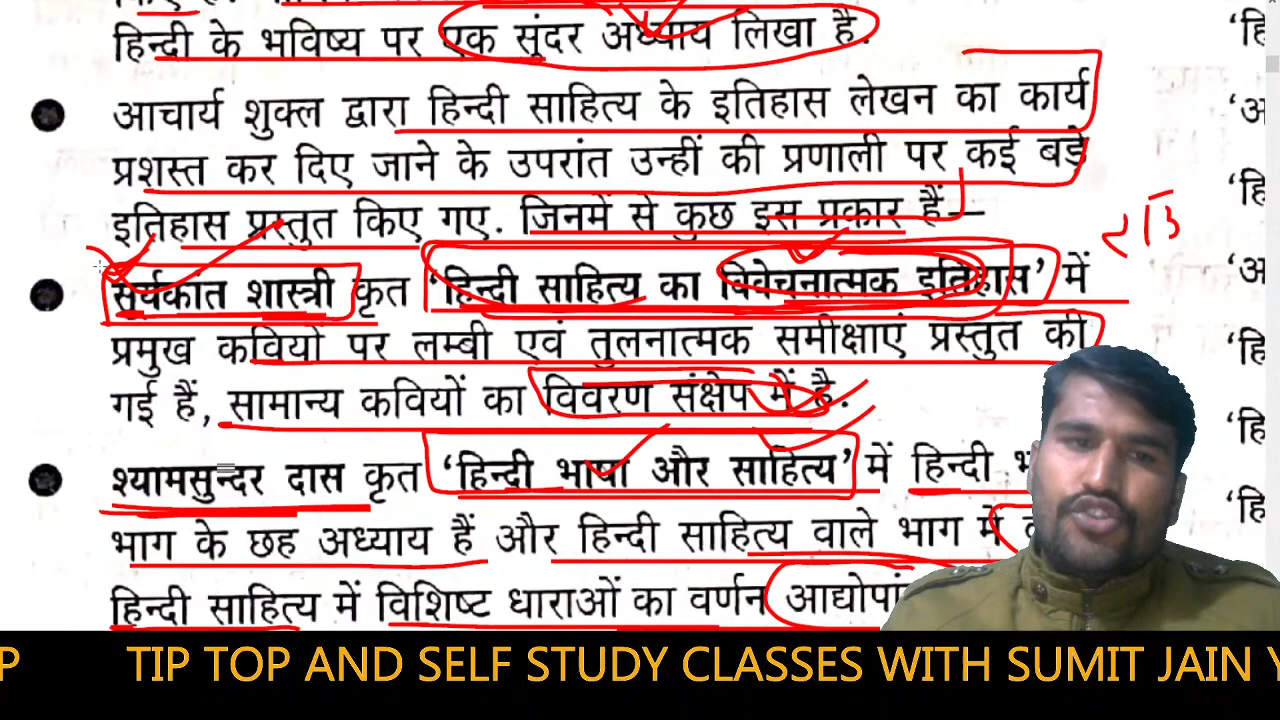 हिन्दी के भविष्य पर एक सुंदर अध्याय लिखा है.
आचार्य शुक्ल द्वारा हिन्दी साहित्य के इतिहास लेखन का कार्य
प्रशस्त कर दिए जाने के उपरांत उन्हीं की प्रणाली पर कई बड़े
इतिहास प्रस्तुत किए गए. जिनमें से कुछ इस प्रकार हैं—
सूर्यकांत शास्त्री कृत 'हिन्दी साहित्य का विवेचनात्मक इतिहास' में
प्रमुख कवियों पर लम्बी एवं तुलनात्मक समीक्षाएं प्रस्तुत की
गई हैं, सामान्य कवियों का विवरण संक्षेप में है.
श्यामसुन्दर दास कृत 'हिन्दी भाषा और साहित्य' में हिन्दी
भाग के छह अध्याय हैं और हिन्दी साहित्य वाले भाग में
हिन्दी साहित्य में विशिष्ट धाराओं का वर्णन
TIP TOP AND SELF STUDY CLASSES WITH SUMIT JAIN